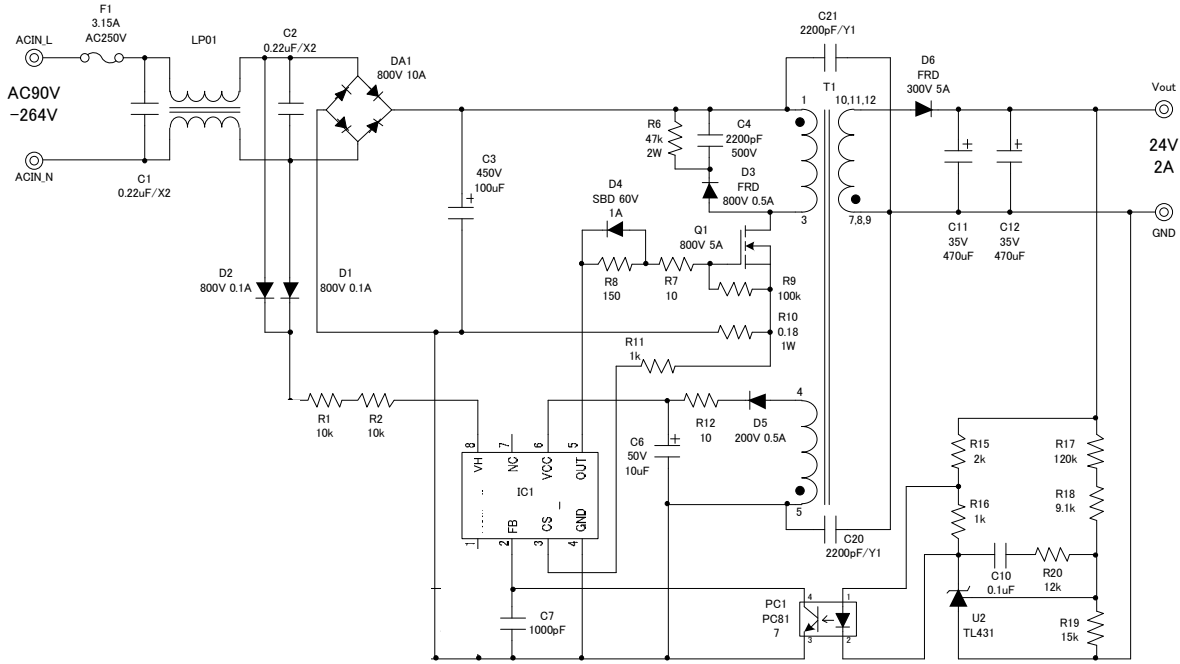 F1
3.15A
AC250V
ACIN_L
LP01
C2
0.22uF/X2
DA1
800V 10A
C21
2200pF/Y1
D6
FRD
300V 5A
Vout
AC90V
-264V
T1
1
10,11,12
R6
47k
2W
C4
2200pF
500V
24V
2A
ACIN_N
C1
0.22uF/X2
C3
450V
100uF
D4
SBD 60V
1A
D3
FRD
800V 0.5A
3
7,8,9
GND
Q1
800V 5A
C11
35V
470uF
C12
35V
470uF
D2
800V 0.1A
D1
800V 0.1A
R8
150
R7
10
R9
100k
R10
0.18
1W
R11
1k
R1
10k
R2
10k
R12
10
D5
200V 0.5A
4
C6
50V
10uF
5
8
7
6
5
VH
NC
VCC
OUT
IC1
FB
CS
GND
1
2
3
4
C20
2200pF/Y1
R15
2k
R17
120k
R16
1k
R18
9.1k
C10
0.1uF
R20
12k
C7
1000pF
PC1
PC81
7
4
1
3
2
U2
TL431
R19
15k